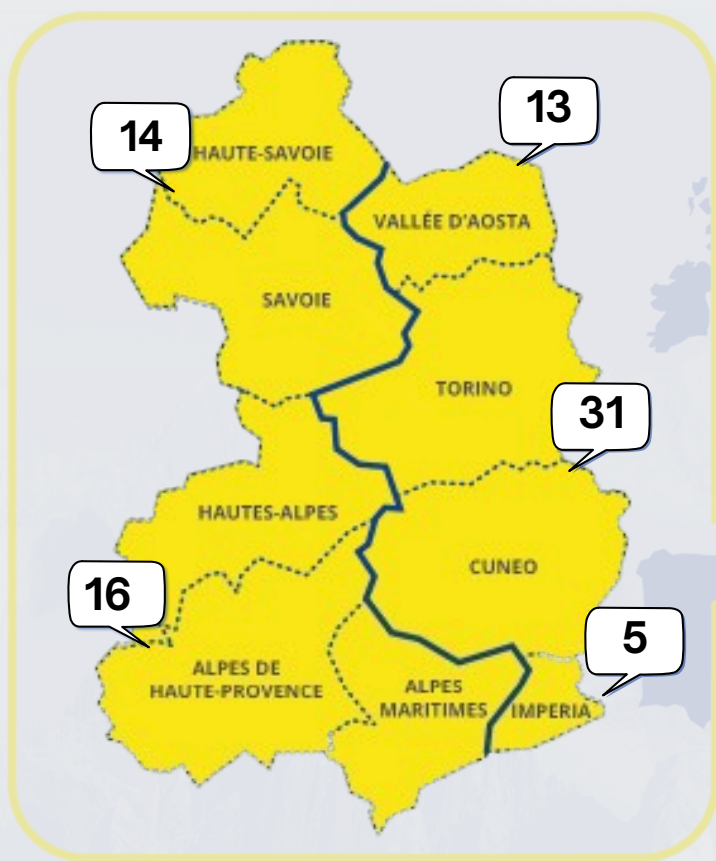 13
14
HAUTE-SAVOIE
VALLÉE D'AOSTA
SAVOIE
TORINO
31
HAUTES-ALPES
CUNEO
16
5
ALPES DE
HAUTE-PROVENCE
ALPES
MARITIMES
IMPERIA